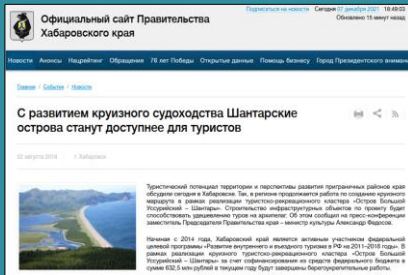 Подписаться на новости Сегодня 07 декабря 2021 18:49:03
Обновлено 15 минут назад
Официальный сайт Правительства
Хабаровского края
Новости Анонсы Нацрейтинг Обращения 76 лет Победы Открытые данные Помощь бизнесу Город Президентского вниман
Главная / События / Новости
С развитием круизного судоходства Шантарские
острова станут доступнее для туристов
02 августа 2018 г. Хабаровск
Туристический потенциал территории и перспективы развития приграничных районов края
обсудили сегодня в Хабаровске. Так, в регионе продолжается работа по созданию круизного
маршрута в рамках реализации туристско-рекреационного кластера «Остров Большой
Уссурийский – Шантары». Строительство инфраструктурных объектов по проекту будет
способствовать удешевлению туров на архипелаг. Об этом сообщил на пресс-конференции
заместитель Председателя Правительства края – министр культуры Александр Федосов.
Начиная с 2014 года, Хабаровский край является активным участником федеральной
целевой программы «Развитие внутреннего и въездного туризма в РФ на 2011-2018 годы». В
рамках реализации туристско-рекреационного кластера «Остров Большой
Уссурийский – Шантары» за счет софинансирования из средств федерального бюджета в
сумме 632,5 млн рублей в текущем году будут завершены берегоукрепительные работы.